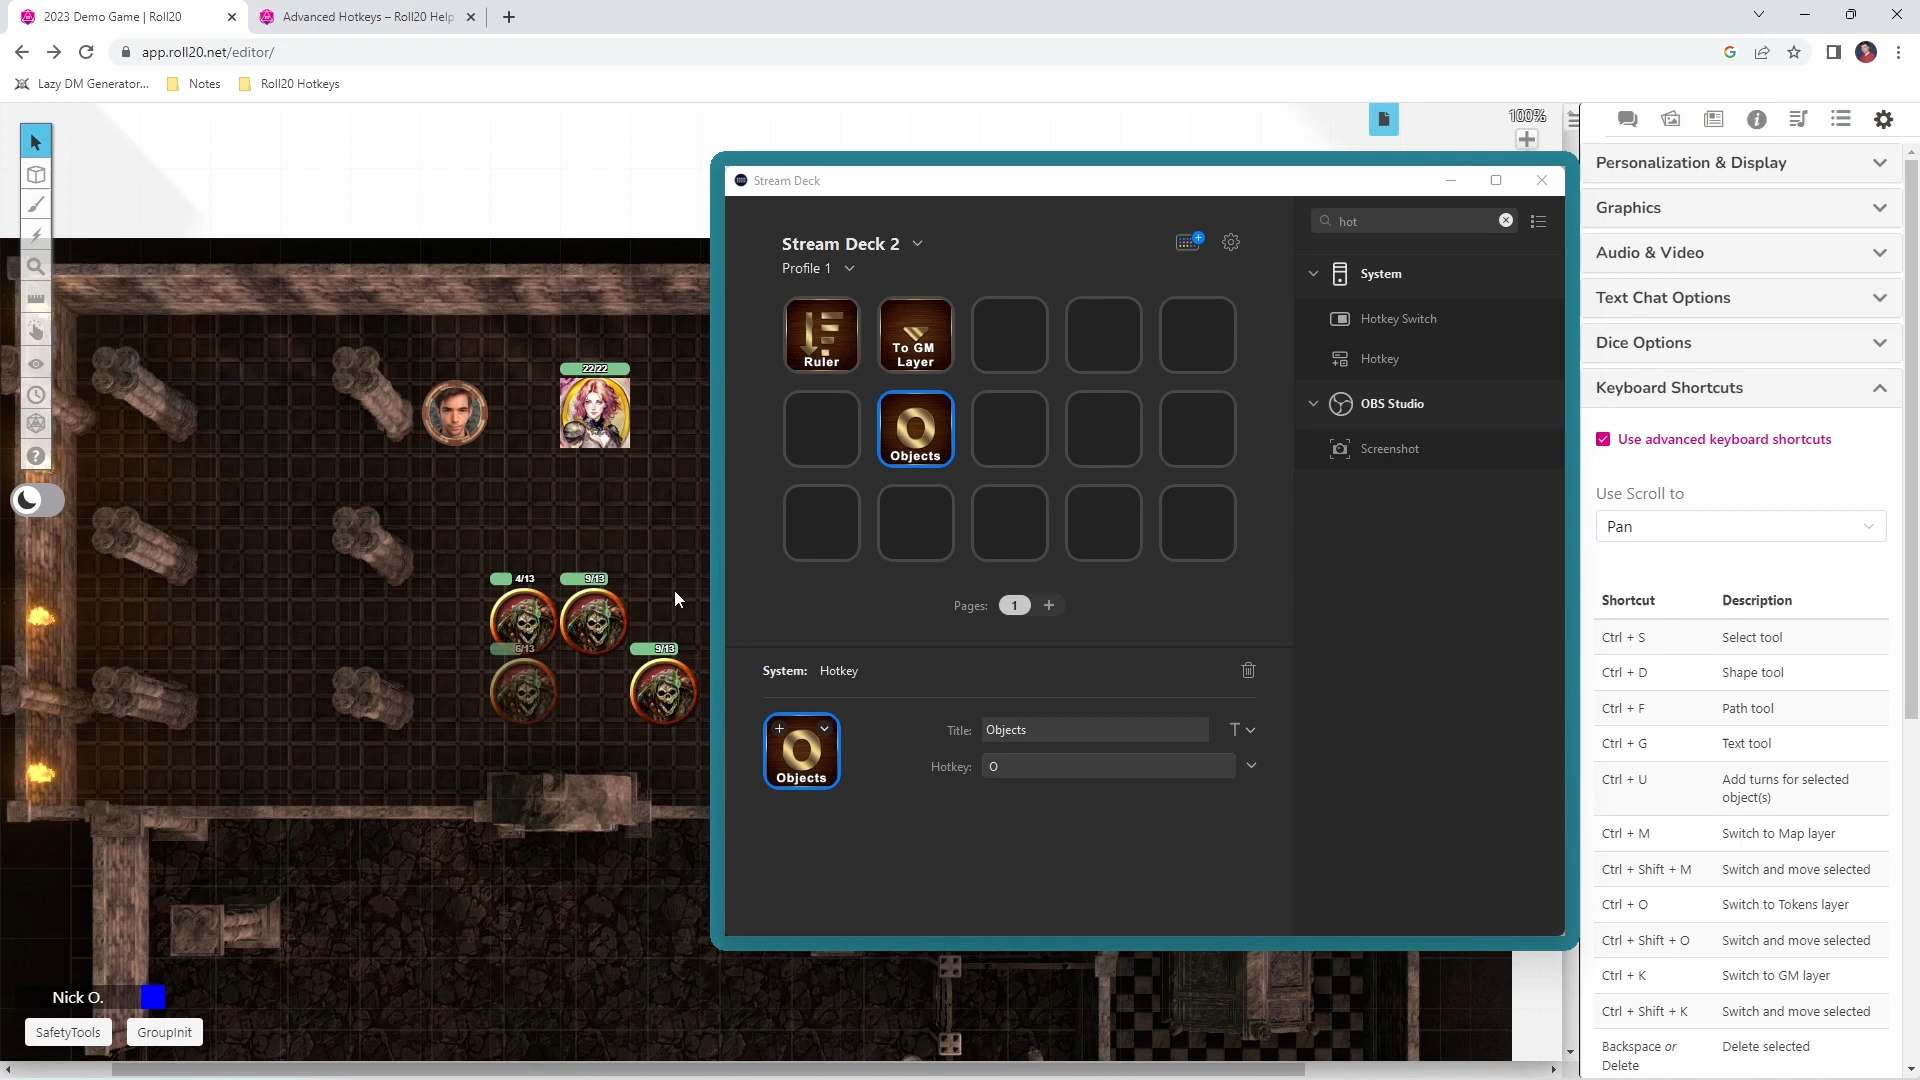 2023 Demo Game | Roll20
Advanced Hotkeys – Roll20 Help
app.roll20.net/editor/
Lazy DM Generator...
Notes
Roll20 Hotkeys
100%
Stream Deck
Stream Deck 2
Profile 1
Ruler
To GM
Layer
O
Objects
Pages:
1
System:
Hotkey
O
Objects
Title:
Objects
Hotkey:
O
hot
System
Hotkey Switch
Hotkey
OBS Studio
Screenshot
22/22
4/13
9/13
6/13
9/13
Nick O.
SafetyTools
GroupInit
Personalization & Display
Graphics
Audio & Video
Text Chat Options
Dice Options
Keyboard Shortcuts
Use advanced keyboard shortcuts
Use Scroll to
Pan
Shortcut Description
Ctrl + S Select tool
Ctrl + D Shape tool
Ctrl + F Path tool
Ctrl + G Text tool
Ctrl + U Add turns for selected
object(s)
Ctrl + M Switch to Map layer
Ctrl + Shift + M Switch and move selected
Ctrl + O Switch to Tokens layer
Ctrl + Shift + O Switch and move selected
Ctrl + K Switch to GM layer
Ctrl + Shift + K Switch and move selected
Backspace or Delete selected
Delete